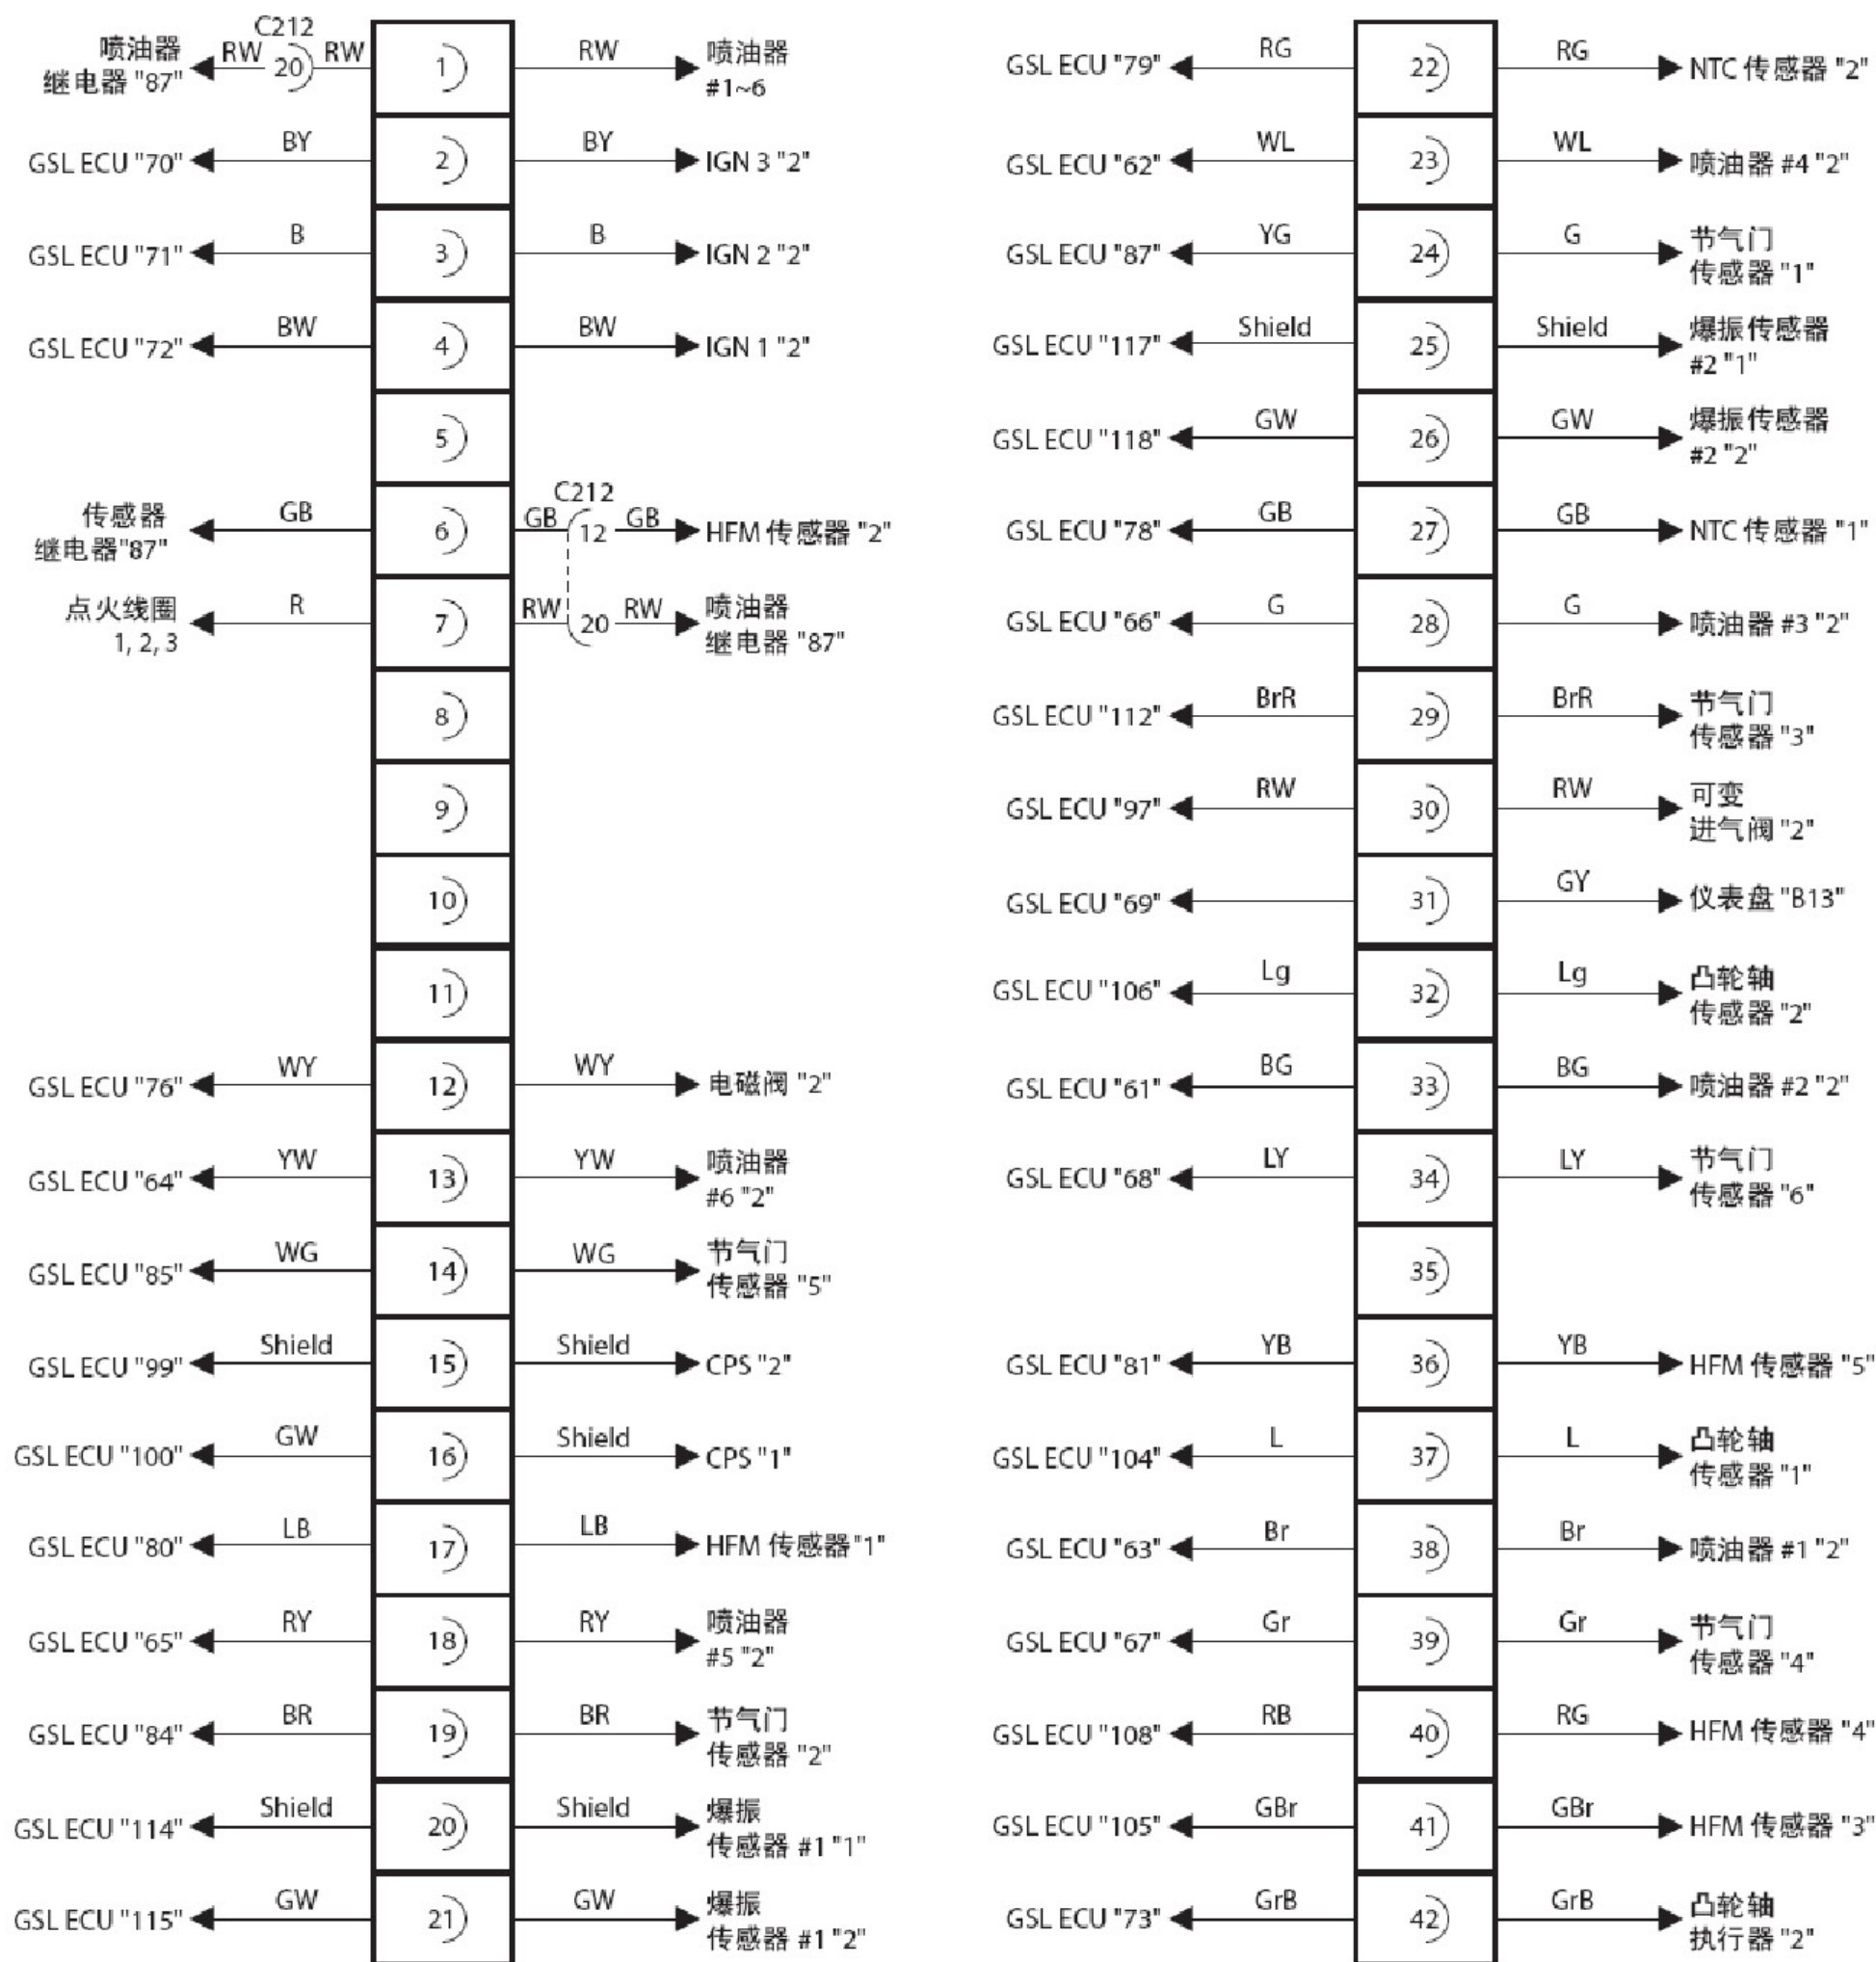 C212
喷油器 RW 20 RW 1 RW 喷油器
继电器 "87" #1~6
GSL ECU "70" BY 2 BY IGN 3 "2"
GSL ECU "71" B 3 B IGN 2 "2"
GSL ECU "72" BW 4 BW IGN 1 "2"
5
C212
传感器 GB 6 GB 12 GB HFM 传感器 "2"
继电器"87"
点火线圈 R 7 RW 20 RW 喷油器
1, 2, 3 继电器 "87"
8
9
10
11
GSL ECU "76" WY 12 WY 电磁阀 "2"
GSL ECU "64" YW 13 YW 喷油器
#6 "2"
GSL ECU "85" WG 14 WG 节气门
传感器 "5"
GSL ECU "99" Shield 15 Shield CPS "2"
GSL ECU "100" GW 16 Shield CPS "1"
GSL ECU "80" LB 17 LB HFM 传感器"1"
GSL ECU "65" RY 18 RY 喷油器
#5 "2"
GSL ECU "84" BR 19 BR 节气门
传感器 "2"
GSL ECU "114" Shield 20 Shield 爆振
传感器 #1 "1"
GSL ECU "115" GW 21 GW 爆振
传感器 #1 "2"
GSL ECU "79" RG 22 RG NTC 传感器 "2"
GSL ECU "62" WL 23 WL 喷油器 #4 "2"
GSL ECU "87" YG 24 G 节气门
传感器 "1"
GSL ECU "117" Shield 25 Shield 爆振传感器
#2 "1"
GSL ECU "118" GW 26 GW 爆振传感器
#2 "2"
GSL ECU "78" GB 27 GB NTC 传感器 "1"
GSL ECU "66" G 28 G 喷油器 #3 "2"
GSL ECU "112" BrR 29 BrR 节气门
传感器 "3"
GSL ECU "97" RW 30 RW 可变
进气阀 "2"
GSL ECU "69" 31 GY 仪表盘 "B13"
GSL ECU "106" Lg 32 Lg 凸轮轴
传感器 "2"
GSL ECU "61" BG 33 BG 喷油器 #2 "2"
GSL ECU "68" LY 34 LY 节气门
传感器 "6"
35
GSL ECU "81" YB 36 YB HFM 传感器 "5"
GSL ECU "104" L 37 L 凸轮轴
传感器 "1"
GSL ECU "63" Br 38 Br 喷油器 #1 "2"
GSL ECU "67" Gr 39 Gr 节气门
传感器 "4"
GSL ECU "108" RB 40 RG HFM 传感器 "4"
GSL ECU "105" GBr 41 GBr HFM 传感器 "3"
GSL ECU "73" GrB 42 GrB 凸轮轴
执行器 "2"